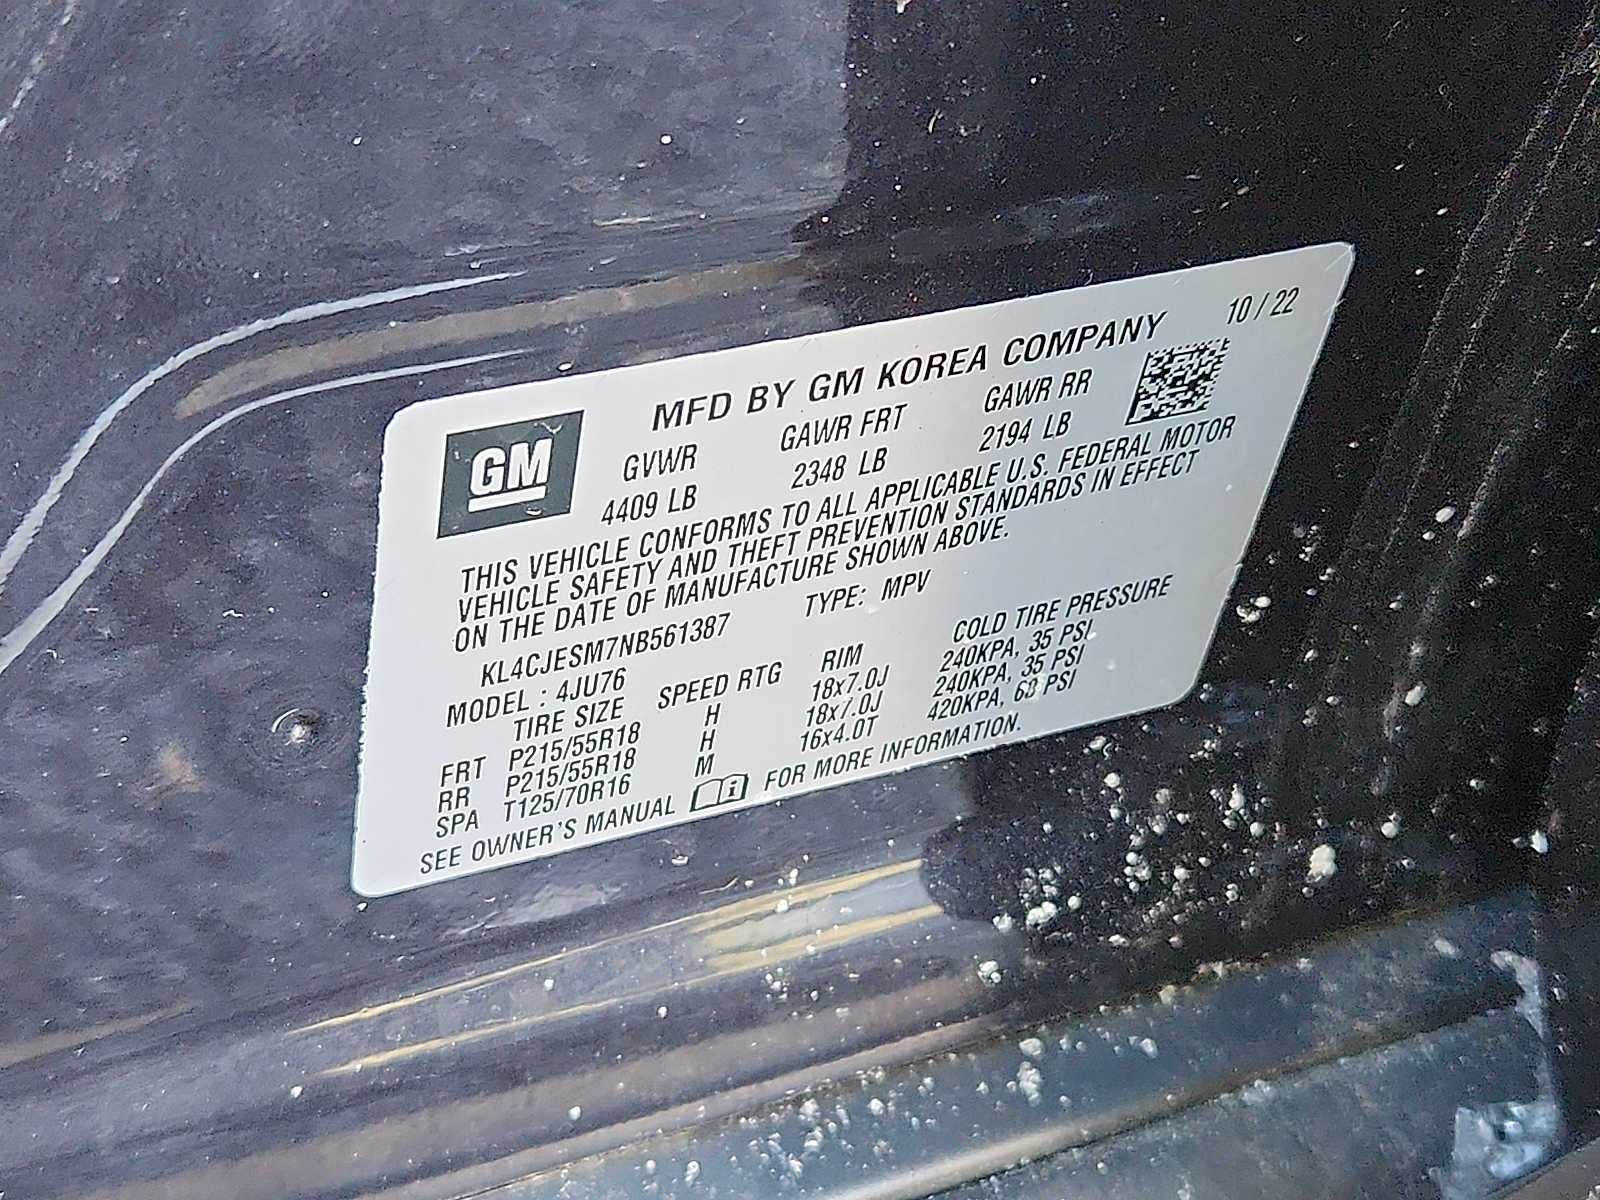 MFD BY GM KOREA COMPANY 10 / 22
GM
GVWR GAWR FRT GAWR RR
4409 LB 2348 LB 2194 LB
THIS VEHICLE CONFORMS TO ALL APPLICABLE U.S. FEDERAL MOTOR
VEHICLE SAFETY AND THEFT PREVENTION STANDARDS IN EFFECT
ON THE DATE OF MANUFACTURE SHOWN ABOVE.
KL4CJESM7NB561387 TYPE: MPV
MODEL : 4JU76
TIRE SIZE SPEED RTG RIM COLD TIRE PRESSURE
FRT P215/55R18 H 18x7.0J 240KPA, 35 PSI
RR P215/55R18 H 18x7.0J 240KPA, 35 PSI
SPA T125/70R16 M 16x4.0T 420KPA, 60 PSI
SEE OWNER'S MANUAL FOR MORE INFORMATION.